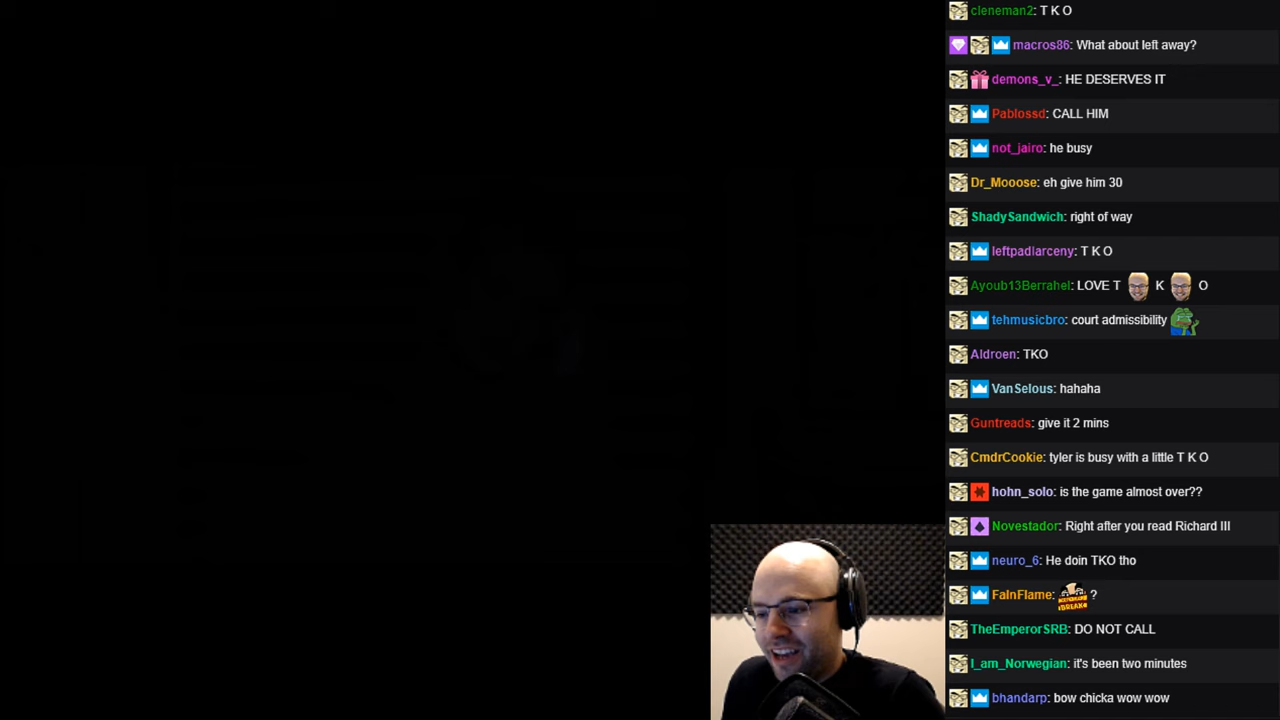 cleneman2: T K O
macros86: What about left away?
demons_v_: HE DESERVES IT
Pablossd: CALL HIM
not_jairo: he busy
Dr_Mooose: eh give him 30
ShadySandwich: right of way
leftpadlarceny: T K O
Ayoub13Berrahel: LOVE T K O
tehmusicbro: court admissibility
Aldroen: TKO
VanSelous: hahaha
Guntreads: give it 2 mins
CmdrCookie: tyler is busy with a little T K O
hohn_solo: is the game almost over??
Novestador: Right after you read Richard III
neuro_6: He doin TKO tho
FalnFlame: ?
TheEmperorSRB: DO NOT CALL
I_am_Norwegian: it's been two minutes
bhandarp: bow chicka wow wow